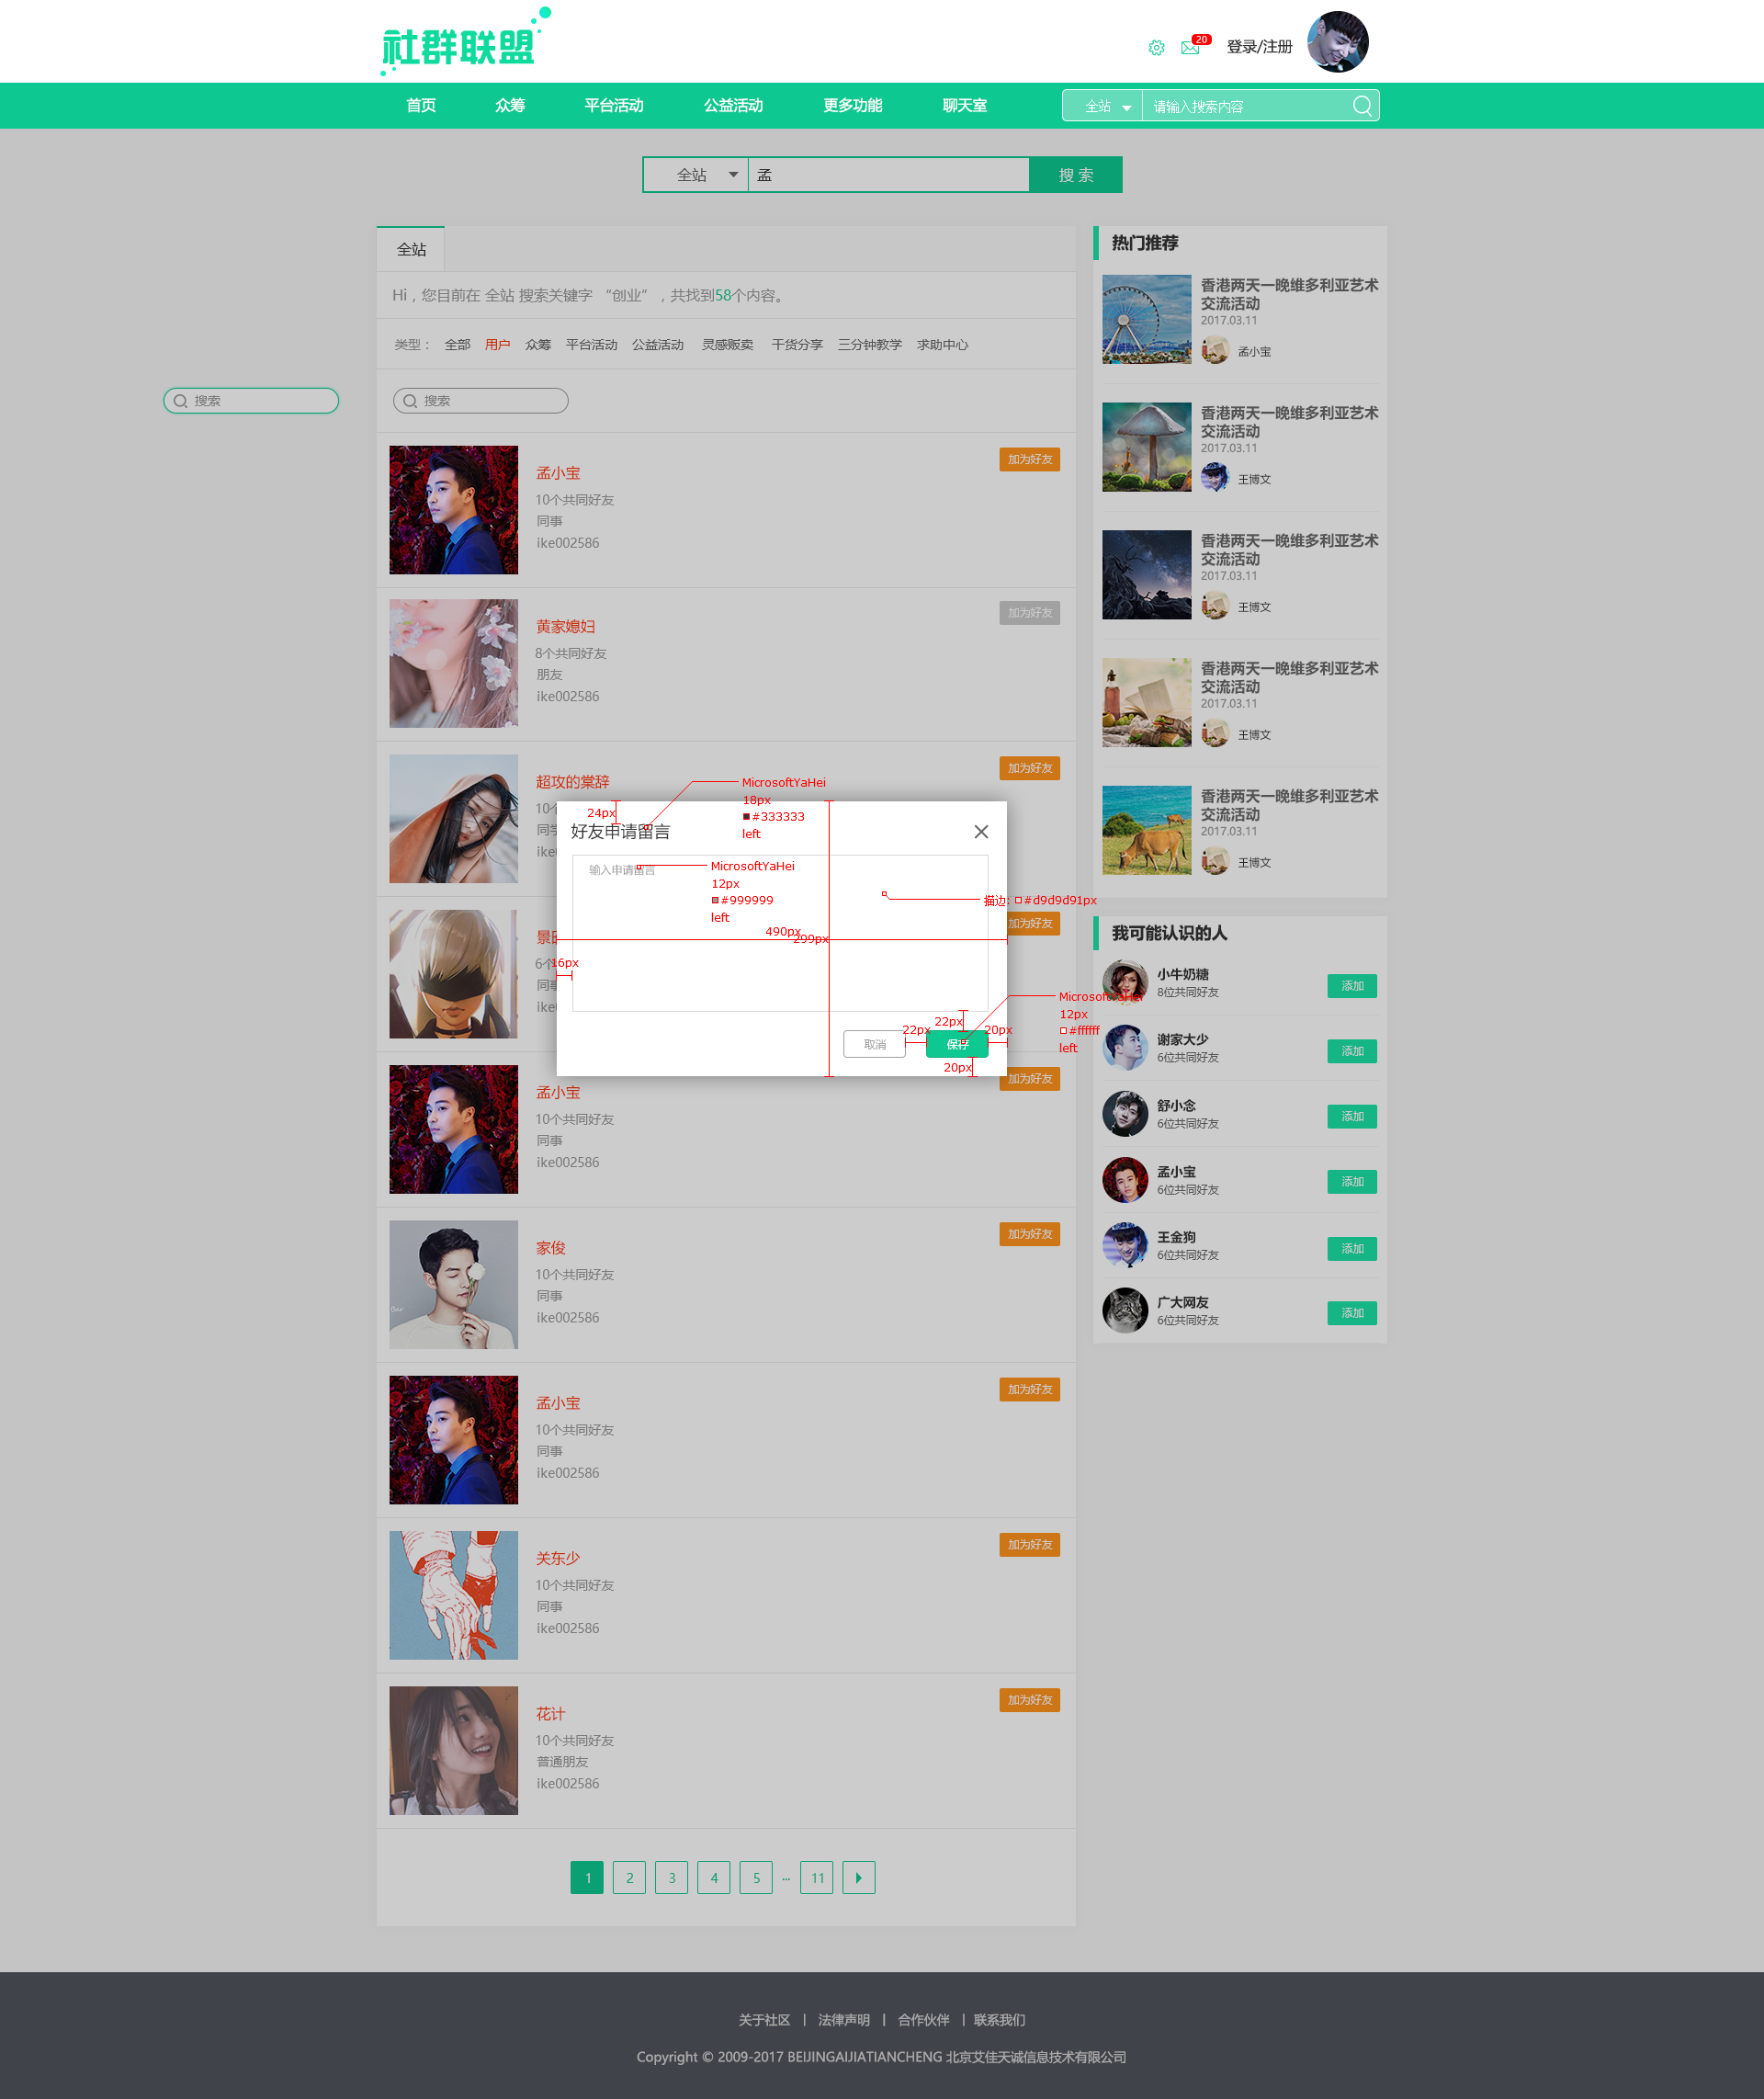 社群联盟
20
登录/注册
首页 众筹 平台活动 公益活动 更多功能 聊天室
全站 请输入搜索内容
全站 孟 搜 索
全站
Hi，您目前在 全站 搜索关键字 “创业” ，共找到58个内容。
类型： 全部 用户 众筹 平台活动 公益活动 灵感贩卖 干货分享 三分钟教学 求助中心
搜索
搜索
孟小宝
加为好友
10个共同好友
同事
ike002586
黄家媳妇
加为好友
8个共同好友
朋友
ike002586
超攻的棠辞
加为好友
10个
同学
ike
加为好友
6个
同事
ike
24px
好友申请留言
MicrosoftYaHei
18px
#333333
left
输入申请留言
MicrosoftYaHei
12px
#999999
left
描边: #d9d9d91px
490px
299px
16px
22px
22px
20px
20px
取消
保存
MicrosoftYaHei
12px
#ffffff
left
孟小宝
加为好友
10个共同好友
同事
ike002586
家俊
加为好友
10个共同好友
同事
ike002586
孟小宝
加为好友
10个共同好友
同事
ike002586
关东少
加为好友
10个共同好友
同事
ike002586
花计
加为好友
10个共同好友
普通朋友
ike002586
1 2 3 4 5 ... 11
热门推荐
香港两天一晚维多利亚艺术
交流活动
2017.03.11
孟小宝
香港两天一晚维多利亚艺术
交流活动
2017.03.11
王博文
香港两天一晚维多利亚艺术
交流活动
2017.03.11
王博文
香港两天一晚维多利亚艺术
交流活动
2017.03.11
王博文
香港两天一晚维多利亚艺术
交流活动
2017.03.11
王博文
我可能认识的人
小牛奶糖
8位共同好友
添加
谢家大少
6位共同好友
添加
舒小念
6位共同好友
添加
孟小宝
6位共同好友
添加
王金狗
6位共同好友
添加
广大网友
6位共同好友
添加
关于社区 | 法律声明 | 合作伙伴 | 联系我们
Copyright © 2009-2017 BEIJINGAIJIATIANCHENG 北京艾佳天诚信息技术有限公司